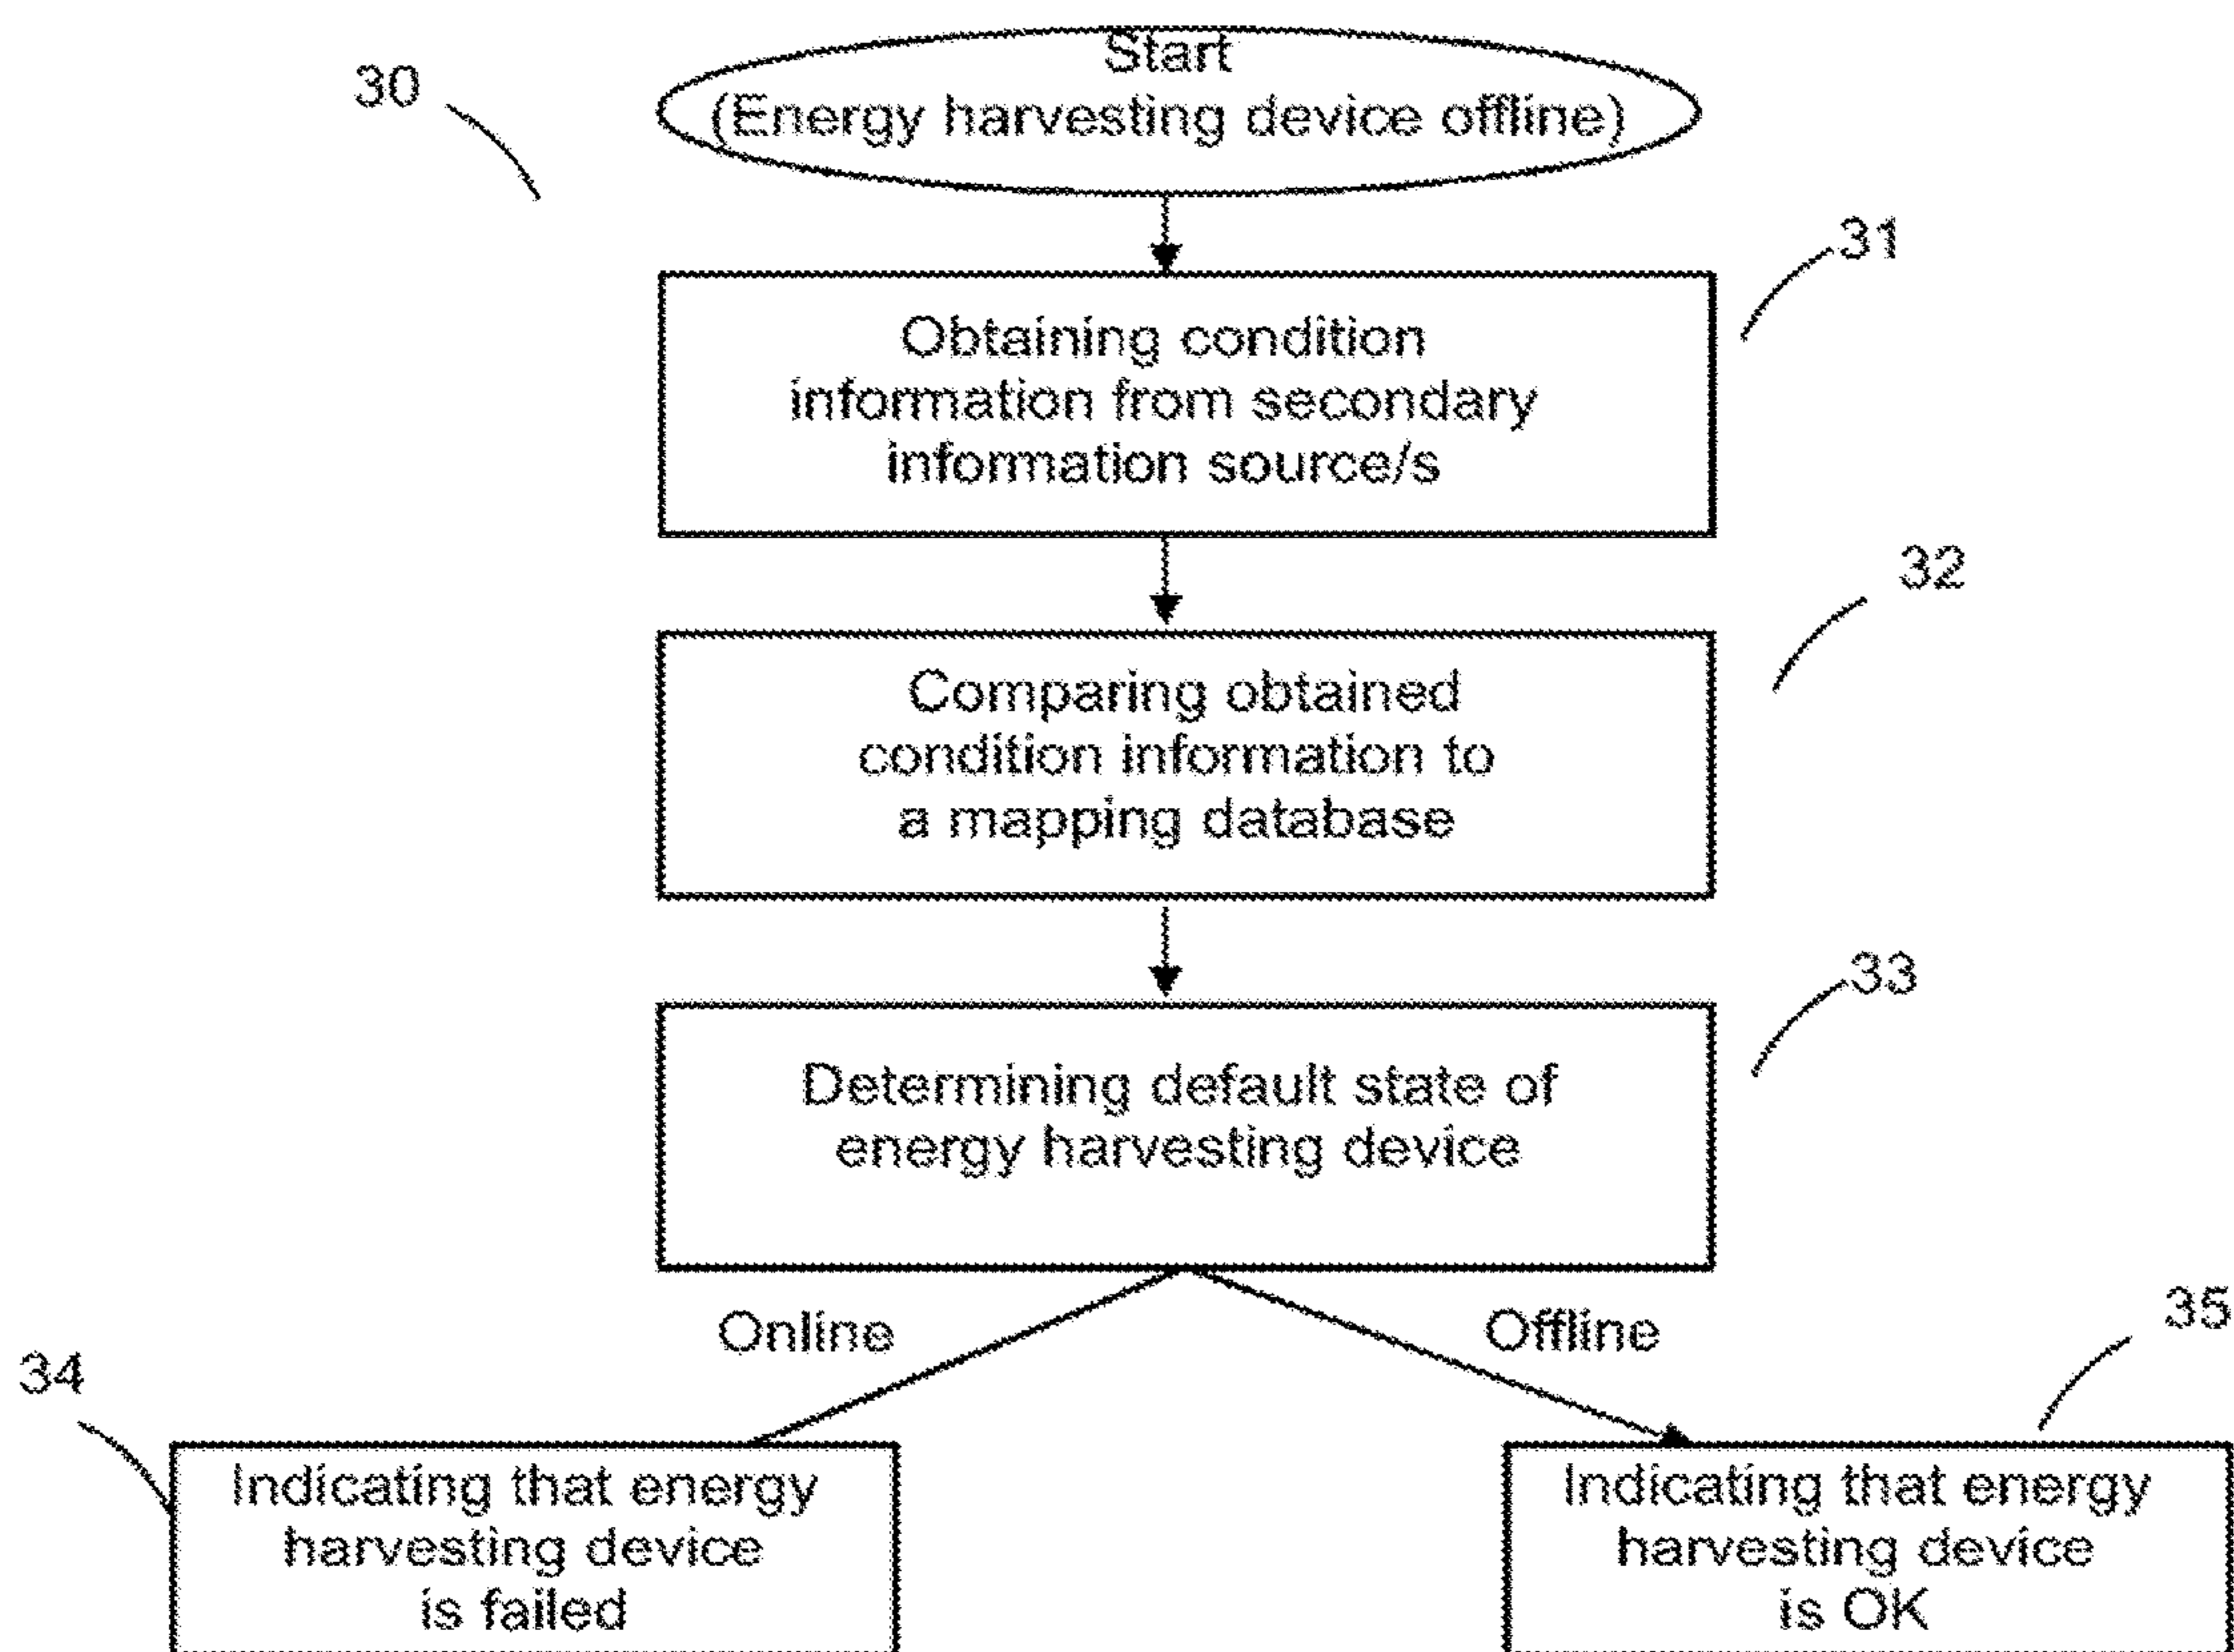 Start
30
(Energy harvesting device offline)
31
Obtaining condition
information from secondary
information source/s
32
Comparing obtained
condition information to
a mapping database
33
Determining default state of
energy harvesting device
Online
Offline
35
34
Indicating that energy
harvesting device
is failed
Indicating that energy
harvesting device
is OK